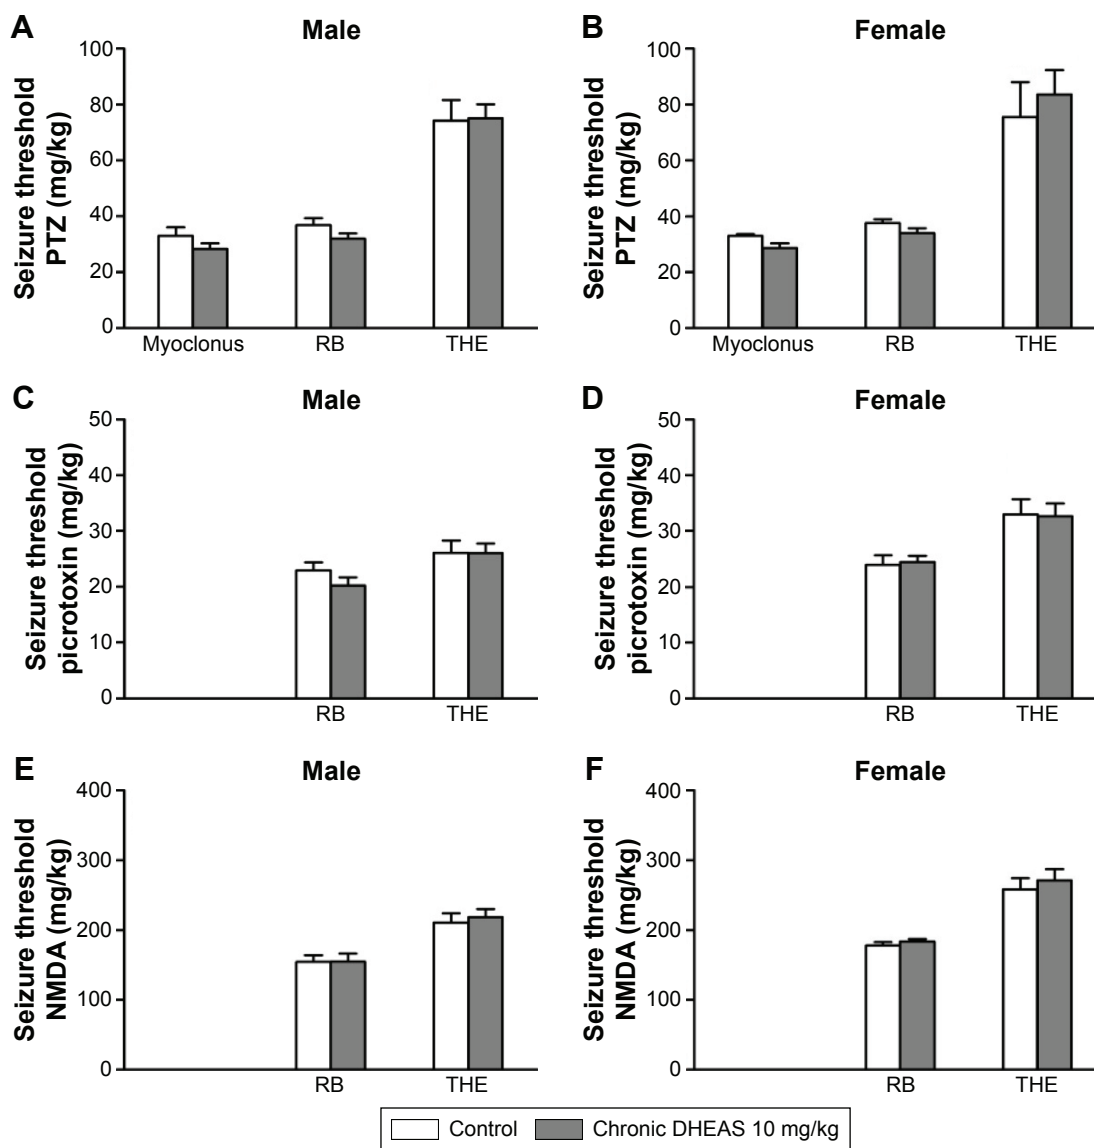 A
Male
Seizure threshold
PTZ (mg/kg)
100
80
60
40
20
0
Myoclonus
RB
THE
B
Female
Seizure threshold
PTZ (mg/kg)
100
80
60
40
20
0
Myoclonus
RB
THE
C
Male
Seizure threshold
picrotoxin (mg/kg)
50
40
30
20
10
0
RB
THE
D
Female
Seizure threshold
picrotoxin (mg/kg)
50
40
30
20
10
0
RB
THE
E
Male
Seizure threshold
NMDA (mg/kg)
400
300
200
100
0
RB
THE
F
Female
Seizure threshold
NMDA (mg/kg)
400
300
200
100
0
RB
THE
Control
Chronic DHEAS 10 mg/kg